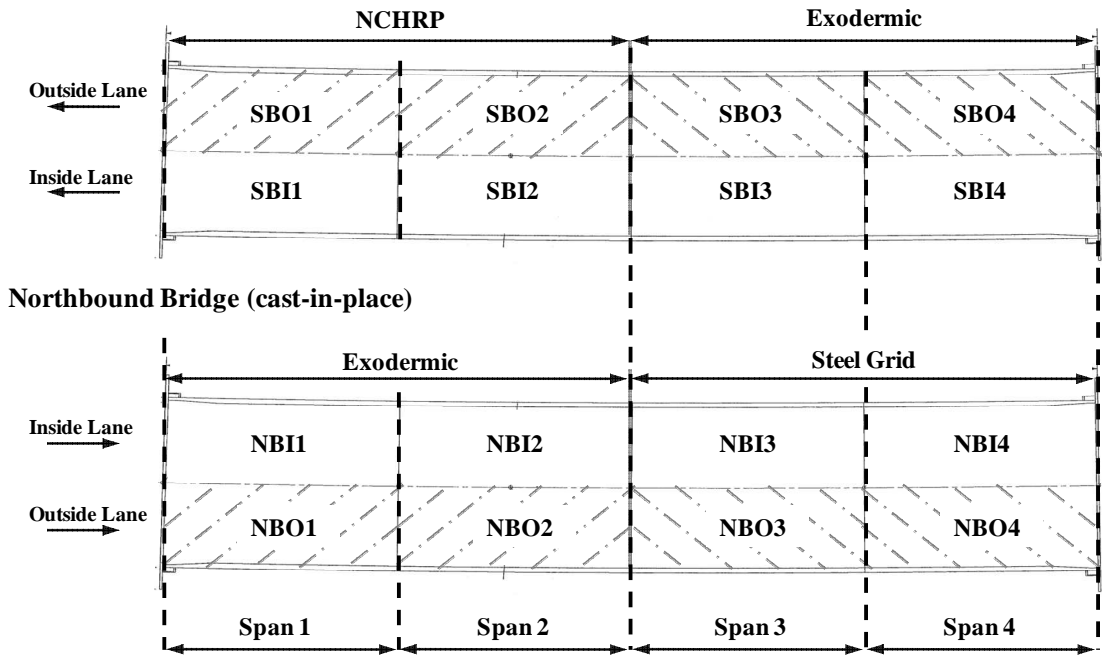 NCHRP
Exodermic
Outside Lane
SBO1
SBO2
SBO3
SBO4
Inside Lane
SBI1
SBI2
SBI3
SBI4
Northbound Bridge (cast-in-place)
Exodermic
Steel Grid
Inside Lane
NBI1
NBI2
NBI3
NBI4
Outside Lane
NBO1
NBO2
NBO3
NBO4
Span 1
Span 2
Span 3
Span 4